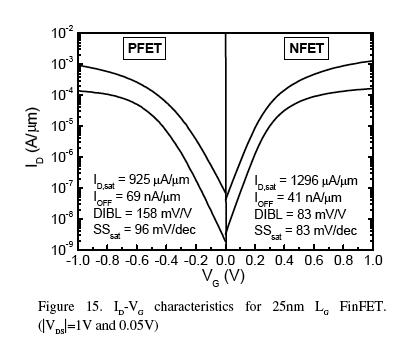 10⁻²
PFET NFET
10⁻³
10⁻⁴
10⁻⁵
10⁻⁶
10⁻⁷
10⁻⁸
10⁻⁹
I_D (A/μm)
I_D,sat = 925 μA/μm
I_OFF = 69 nA/μm
DIBL = 158 mV/V
SS_sat = 96 mV/dec
I_D,sat = 1296 μA/μm
I_OFF = 41 nA/μm
DIBL = 83 mV/V
SS_sat = 83 mV/dec
-1.0 -0.8 -0.6 -0.4 -0.2 0.0 0.2 0.4 0.6 0.8 1.0
V_G (V)
Figure 15. I_D-V_G characteristics for 25nm L_G FinFET.
(|V_DS|=1V and 0.05V)